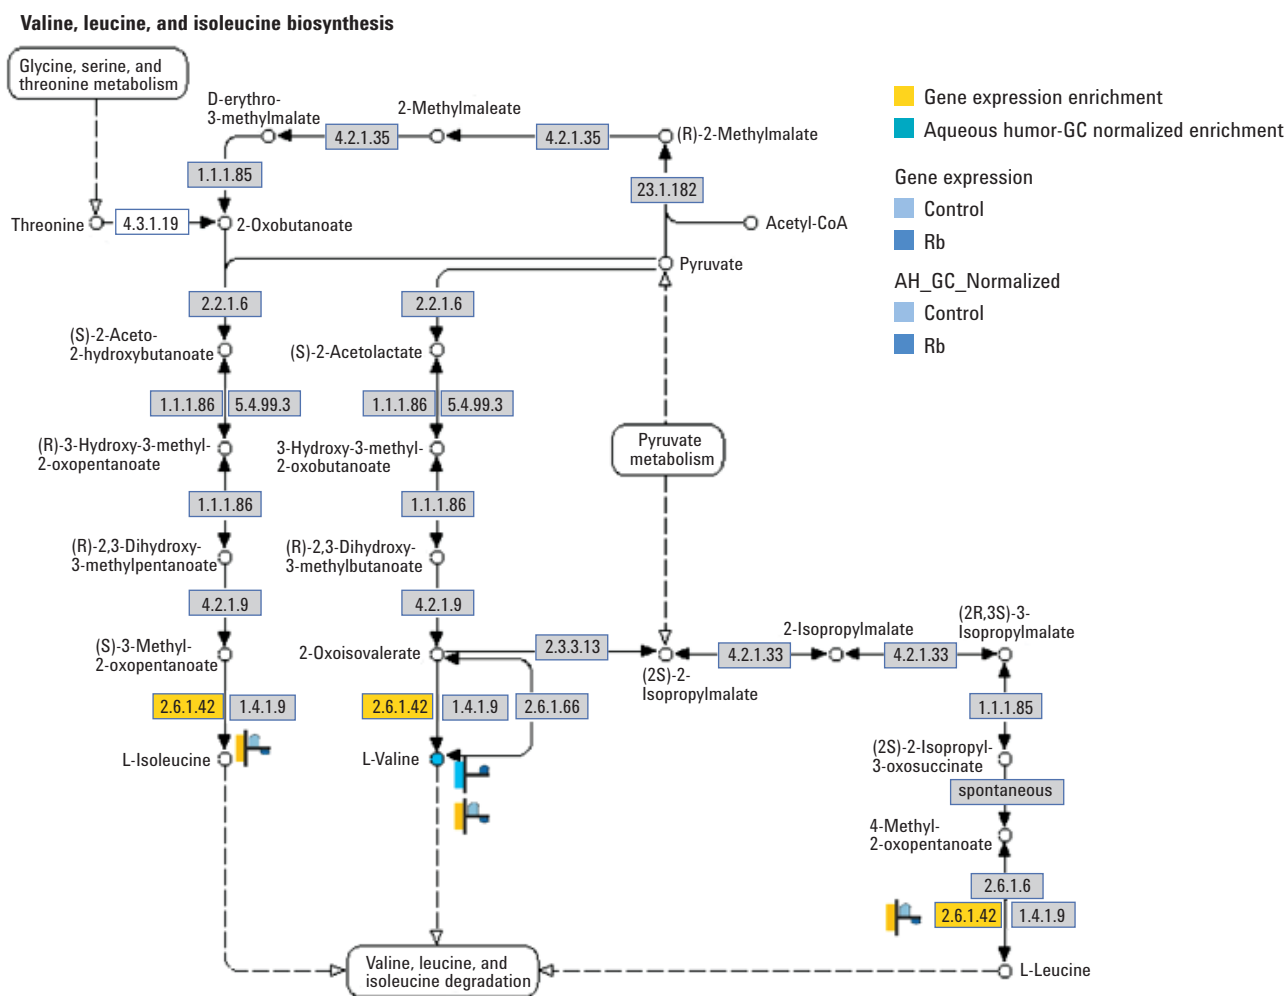 Valine, leucine, and isoleucine biosynthesis
Glycine, serine, and
threonine metabolism
D-erythro-
3-methylmalate
2-Methylmaleate
(R)-2-Methylmalate
4.2.1.35
4.2.1.35
1.1.1.85
23.1.182
Threonine
4.3.1.19
2-Oxobutanoate
Acetyl-CoA
Pyruvate
2.2.1.6
2.2.1.6
(S)-2-Aceto-
2-hydroxybutanoate
(S)-2-Acetolactate
1.1.1.86
5.4.99.3
1.1.1.86
5.4.99.3
(R)-3-Hydroxy-3-methyl-
2-oxopentanoate
3-Hydroxy-3-methyl-
2-oxobutanoate
Pyruvate
metabolism
1.1.1.86
1.1.1.86
(R)-2,3-Dihydroxy-
3-methylpentanoate
(R)-2,3-Dihydroxy-
3-methylbutanoate
4.2.1.9
4.2.1.9
(S)-3-Methyl-
2-oxopentanoate
2-Oxoisovalerate
2.3.3.13
(2S)-2-
Isopropylmalate
4.2.1.33
2-Isopropylmalate
4.2.1.33
(2R,3S)-3-
Isopropylmalate
2.6.1.42
1.4.1.9
2.6.1.42
1.4.1.9
2.6.1.66
1.1.1.85
L-Isoleucine
L-Valine
(2S)-2-Isopropyl-
3-oxosuccinate
spontaneous
4-Methyl-
2-oxopentanoate
2.6.1.6
2.6.1.42
1.4.1.9
Valine, leucine, and
isoleucine degradation
L-Leucine
Gene expression enrichment
Aqueous humor-GC normalized enrichment
Gene expression
Control
Rb
AH_GC_Normalized
Control
Rb